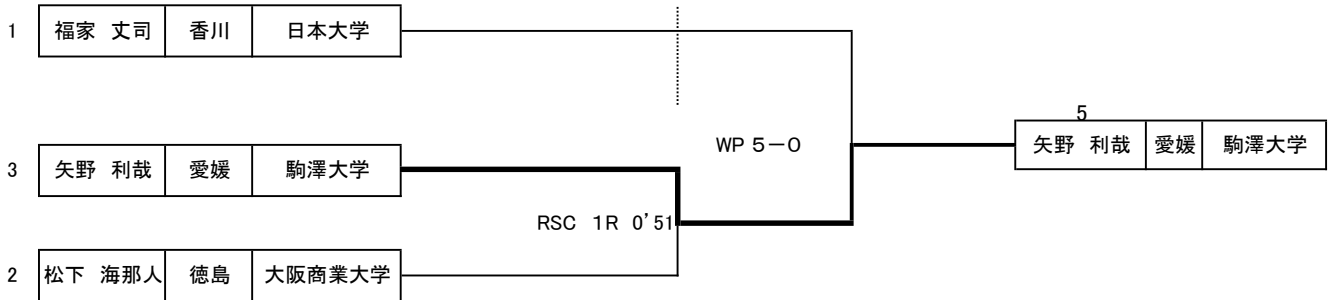 1 福家 丈司 香川 日本大学
5
WP 5－0
矢野 利哉 愛媛 駒澤大学
3 矢野 利哉 愛媛 駒澤大学
RSC 1R 0'51
2 松下 海那人 徳島 大阪商業大学